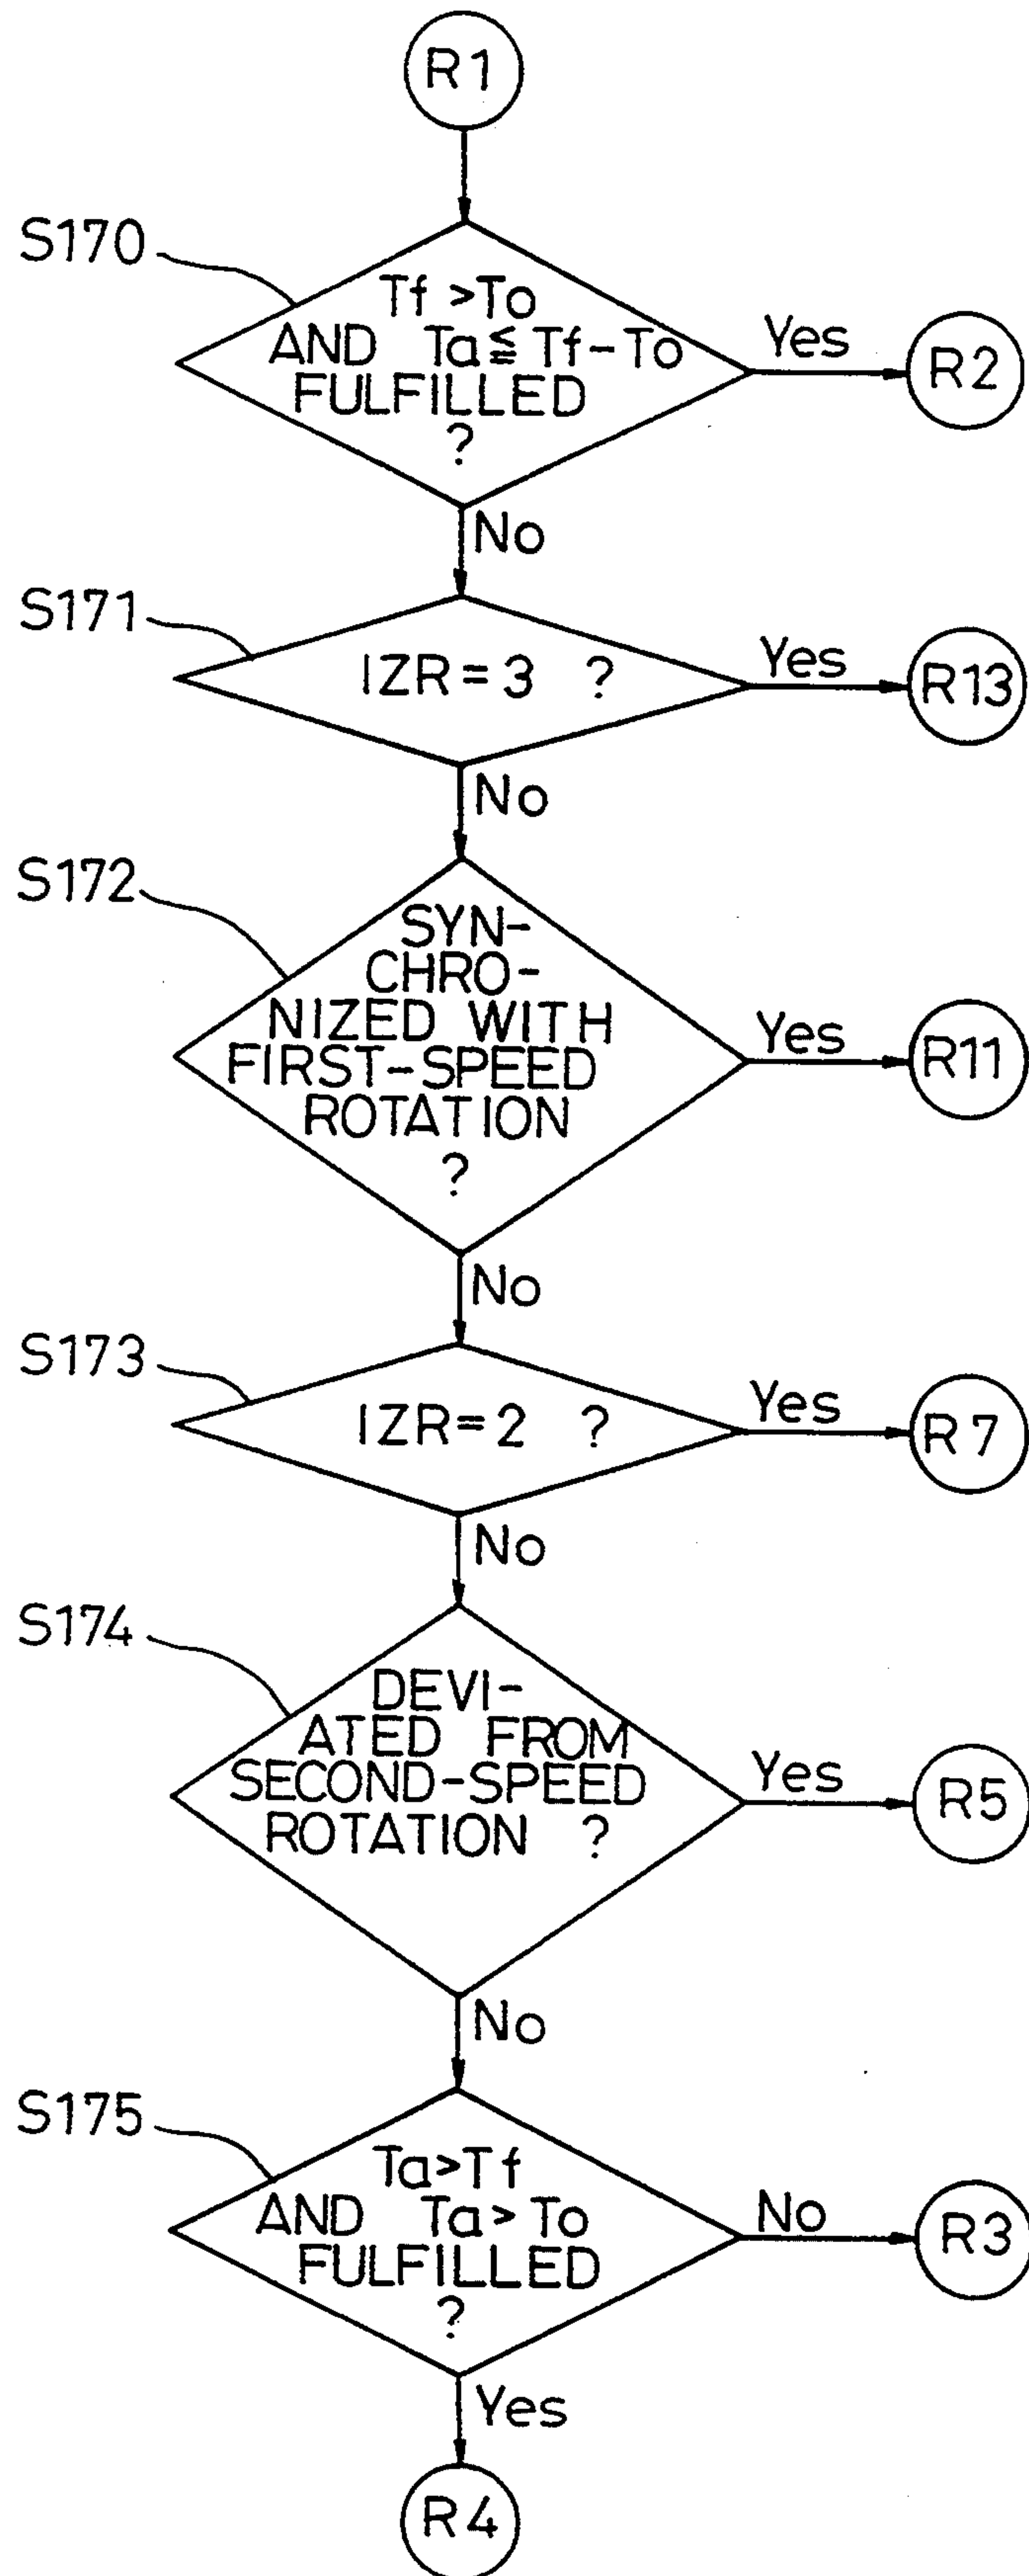 R1
S170
Tf >To
AND Ta≦Tf-To
FULFILLED
?
Yes
R2
No
S171
IZR=3 ?
Yes
R13
No
S172
SYN-
CHRO-
NIZED WITH
FIRST-SPEED
ROTATION
?
Yes
R11
No
S173
IZR=2 ?
Yes
R7
No
S174
DEVI-
ATED FROM
SECOND-SPEED
ROTATION ?
Yes
R5
No
S175
Ta>Tf
AND Ta>To
FULFILLED
?
No
R3
Yes
R4